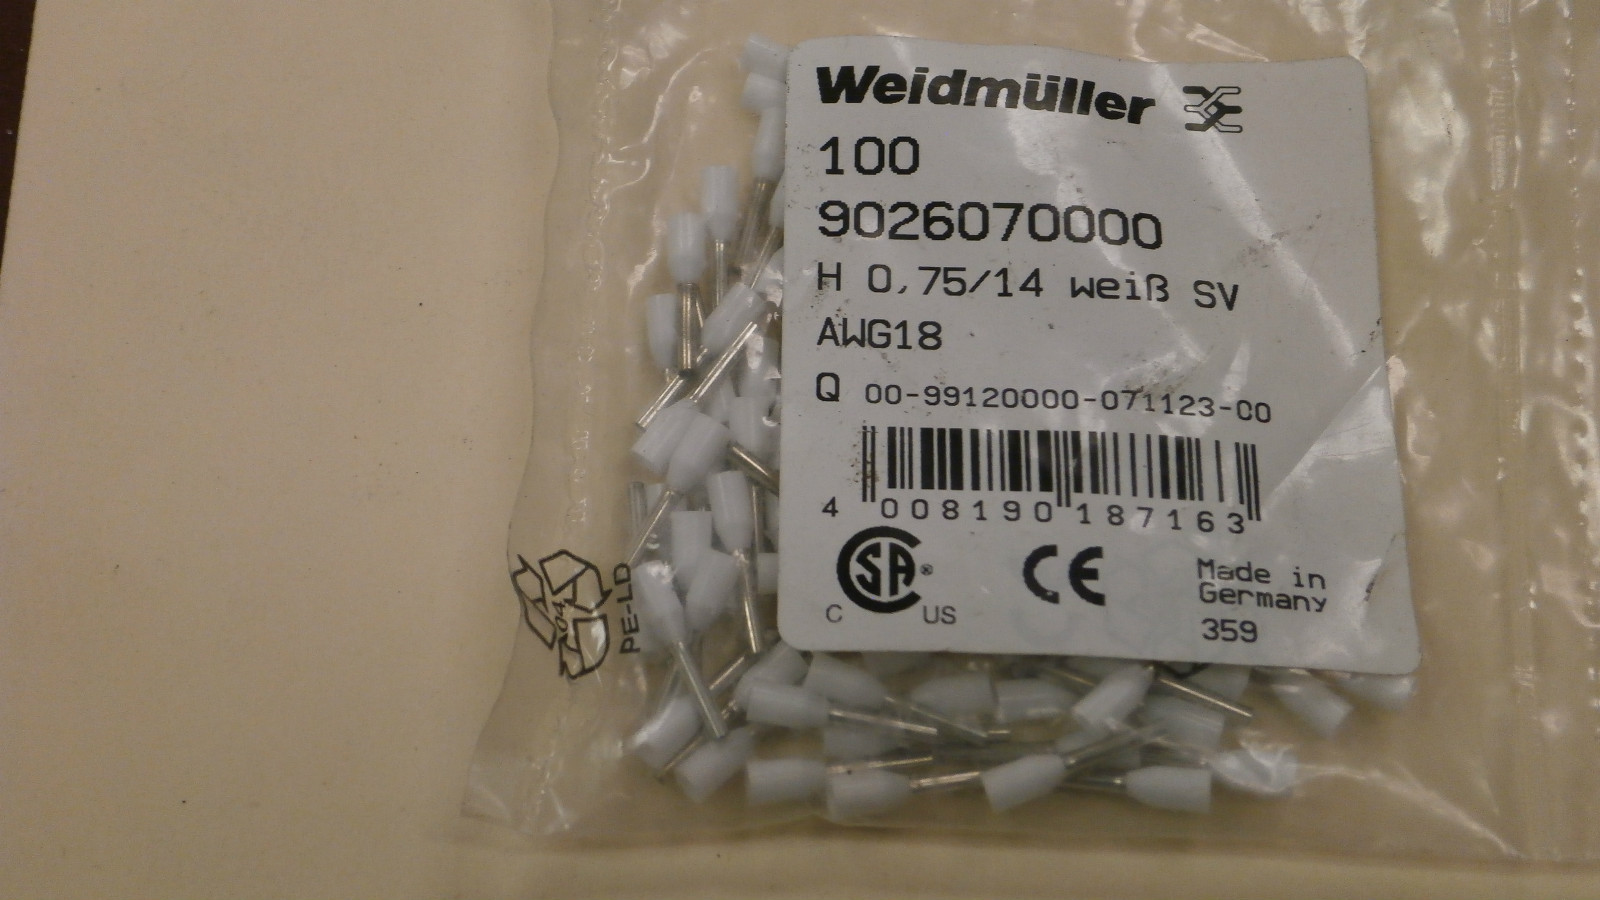 Weidmüller
100
9026070000
H 0,75/14 weiß SV
AWG18
Q 00-99120000-071123-00
4 008190 187163
CSA ®
C US
CE
Made in
Germany
359
04
PE-LD